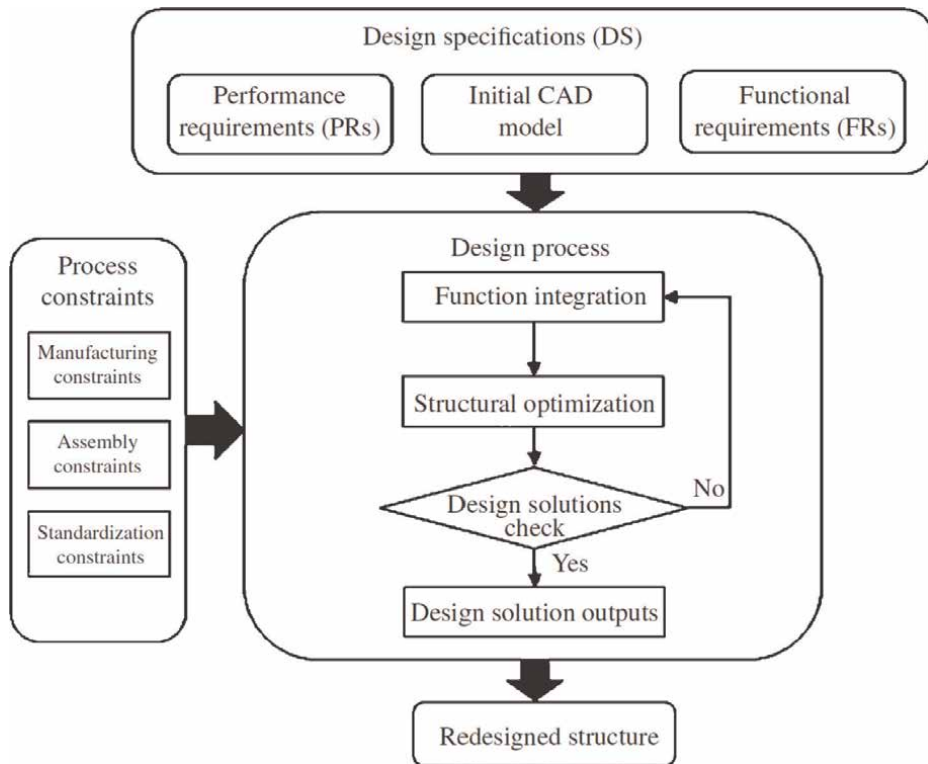 Design specifications (DS)
Performance
requirements (PRs)
Initial CAD
model
Functional
requirements (FRs)
Process
constraints
Manufacturing
constraints
Assembly
constraints
Standardization
constraints
Design process
Function integration
Structural optimization
Design solutions
check
No
Yes
Design solution outputs
Redesigned structure